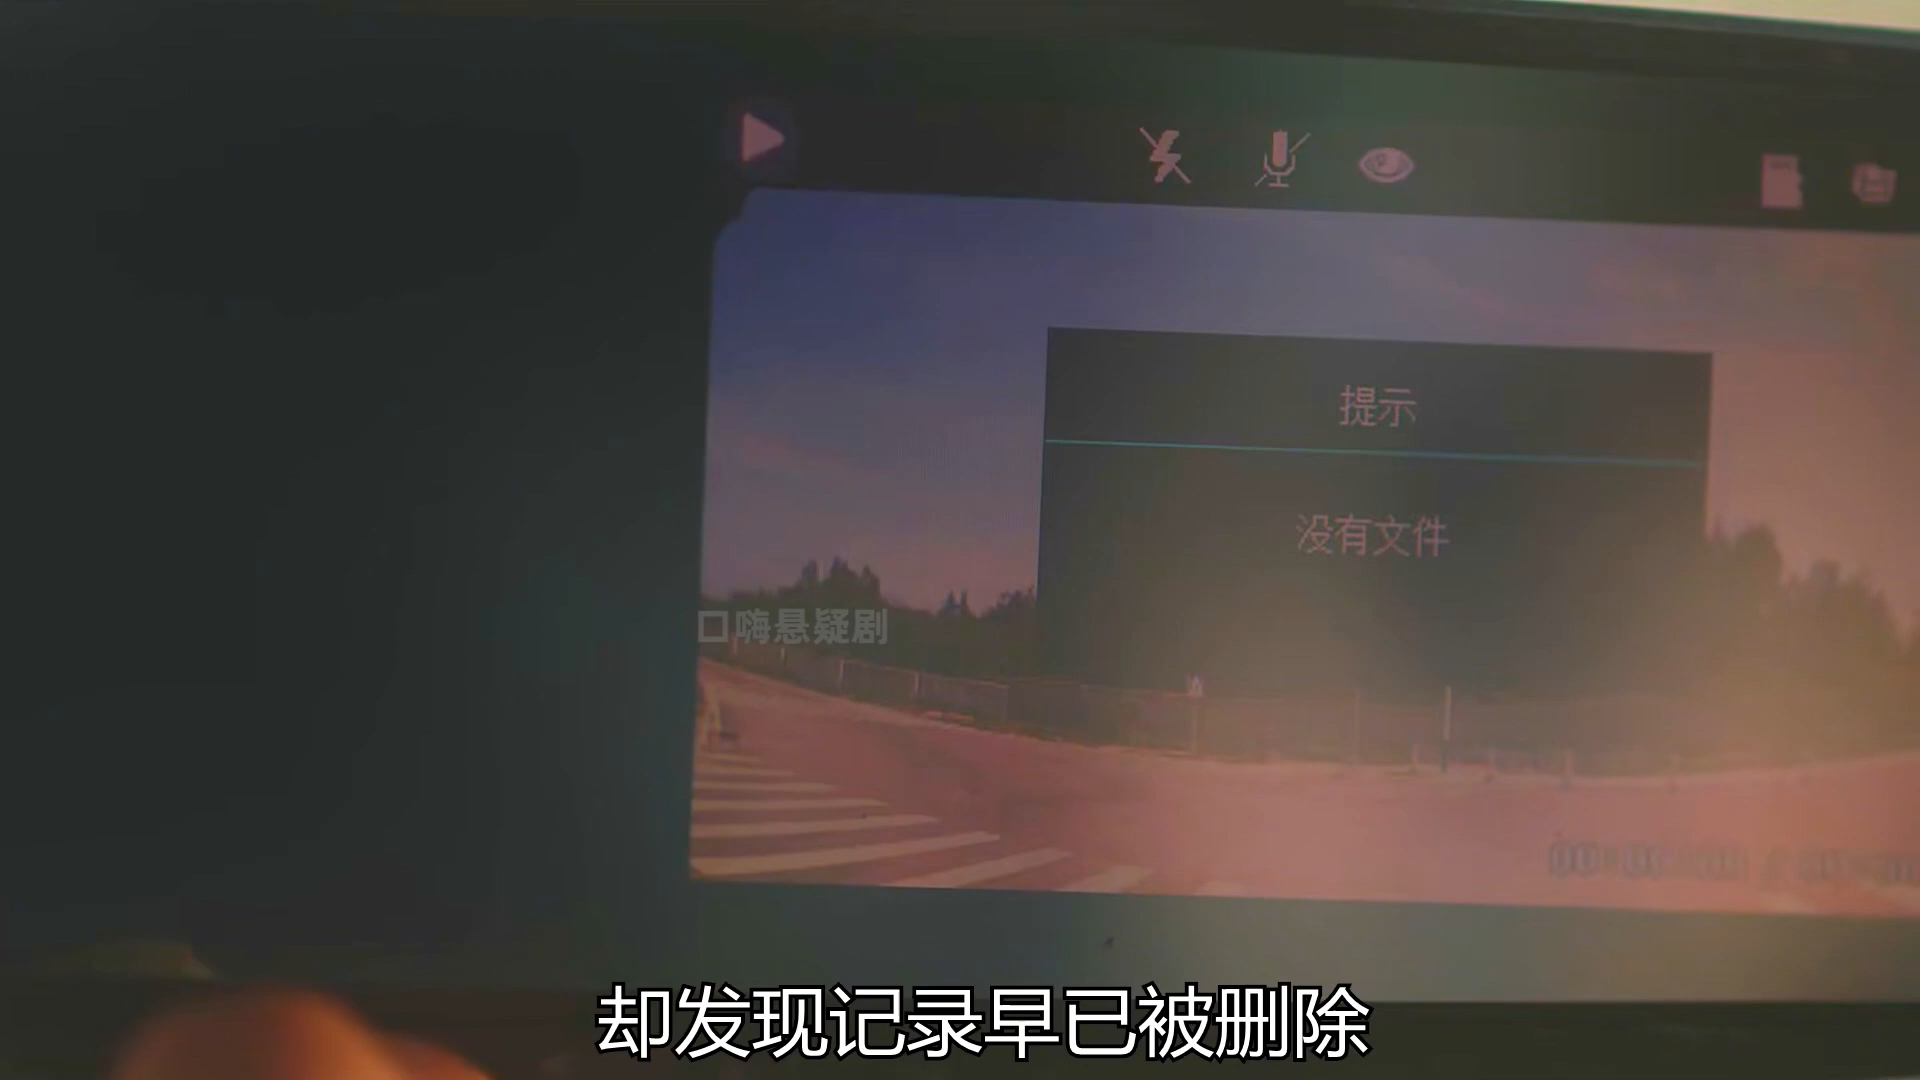 提示
没有文件
口嗨悬疑剧
却发现记录早已被删除